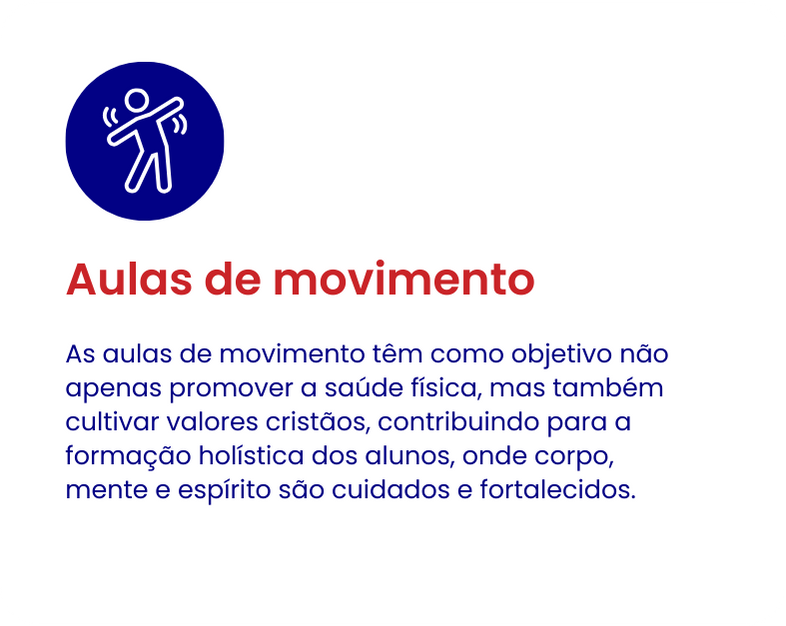 Aulas de movimento
As aulas de movimento têm como objetivo não
apenas promover a saúde física, mas também
cultivar valores cristãos, contribuindo para a
formação holística dos alunos, onde corpo,
mente e espírito são cuidados e fortalecidos.